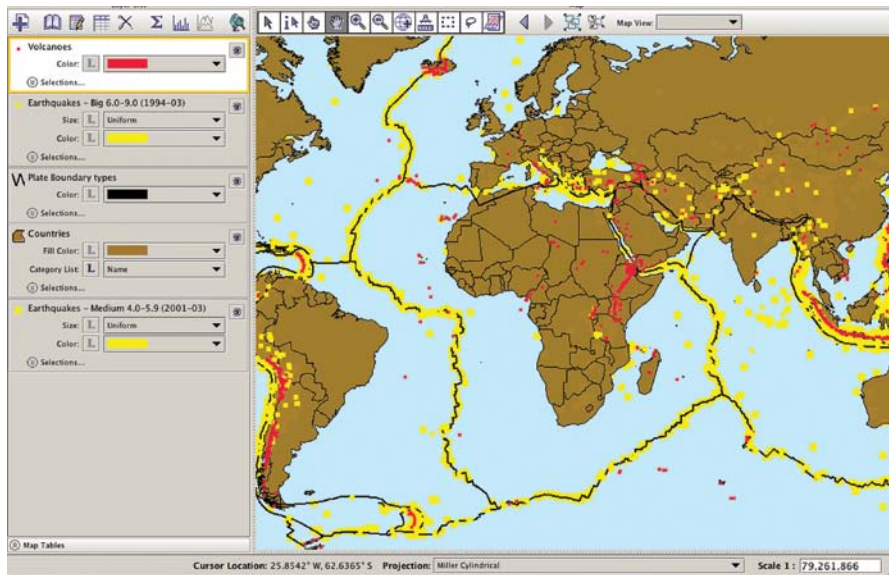 Map
Map View:
Volcanoes
Color: L
Selections...
Earthquakes - Big 6.0-9.0 (1994-03)
Size: L Uniform
Color: L
Selections...
Plate Boundary types
Color: L
Selections...
Countries
Fill Color: L
Category List: L Name
Selections...
Earthquakes - Medium 4.0-5.9 (2001-03)
Size: L Uniform
Color: L
Selections...
Map Tables
Cursor Location: 25.8542° W, 62.6365° S Projection: Miller Cylindrical Scale 1 : 79,261,866